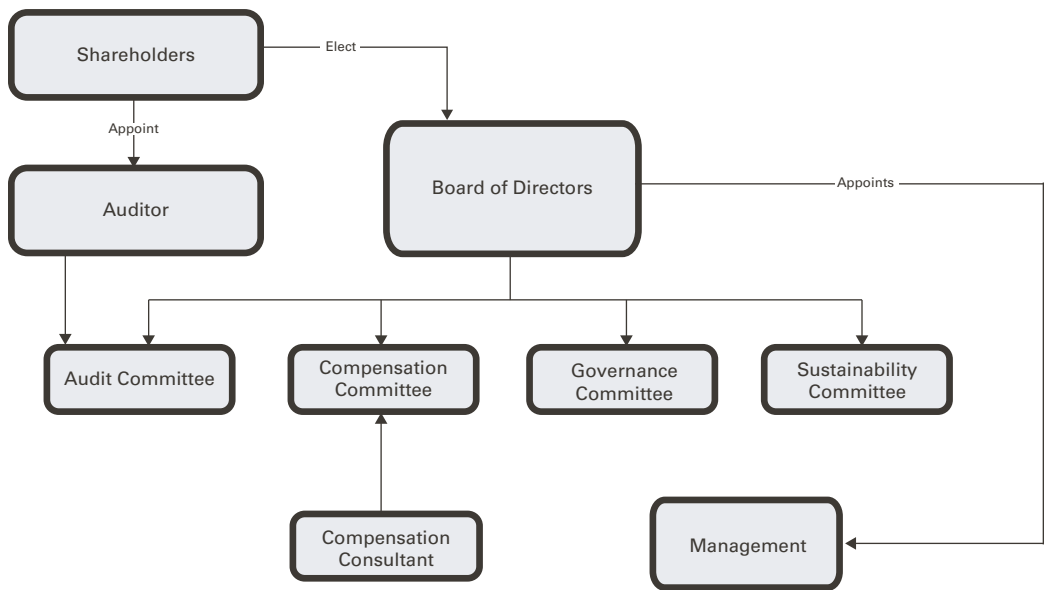 Shareholders
Elect
Appoint
Board of Directors
Appoints
Auditor
Audit Committee
Compensation
Committee
Governance
Committee
Sustainability
Committee
Compensation
Consultant
Management